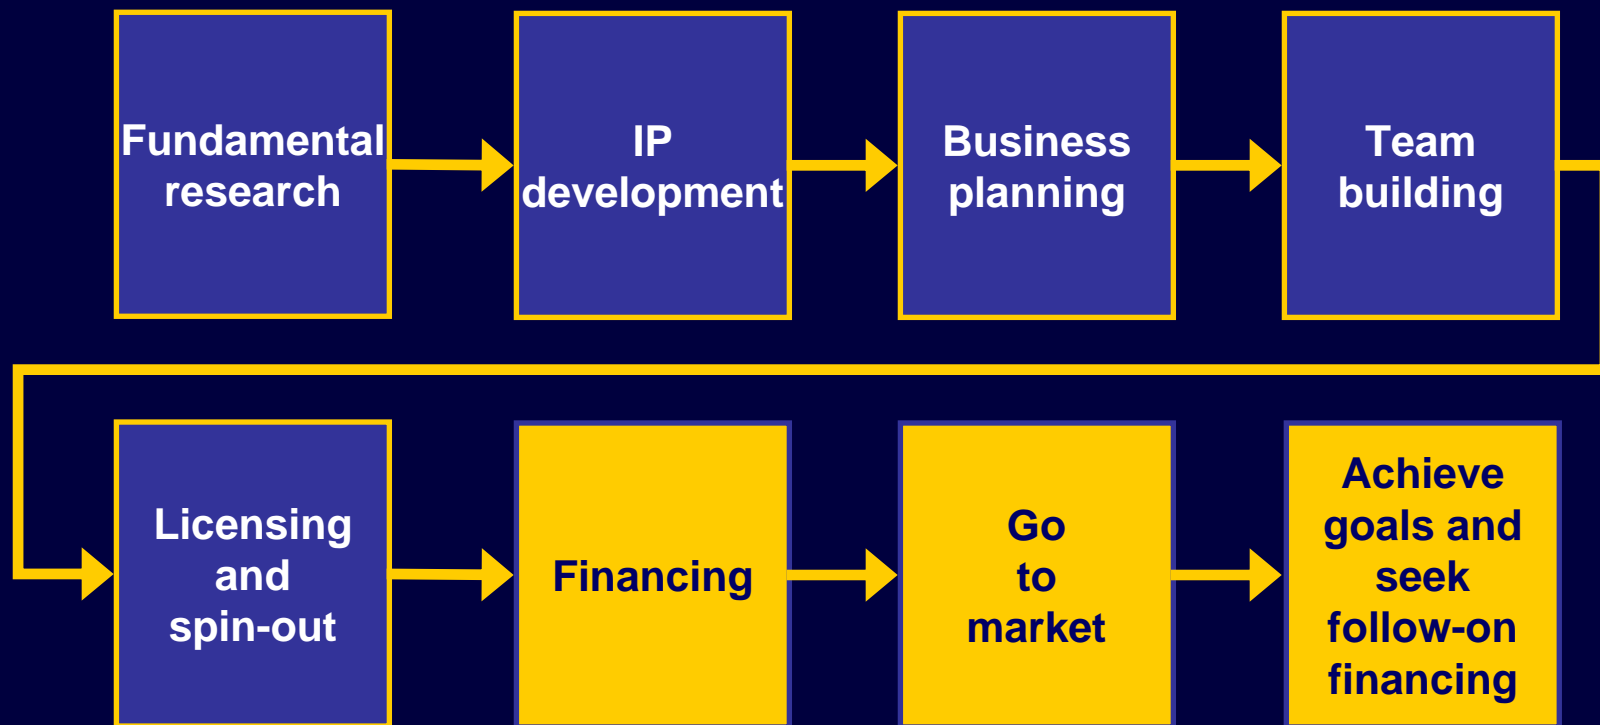 Fundamental
research
IP
development
Business
planning
Team
building
Licensing
and
spin-out
Financing
Go
to
market
Achieve
goals and
seek
follow-on
financing